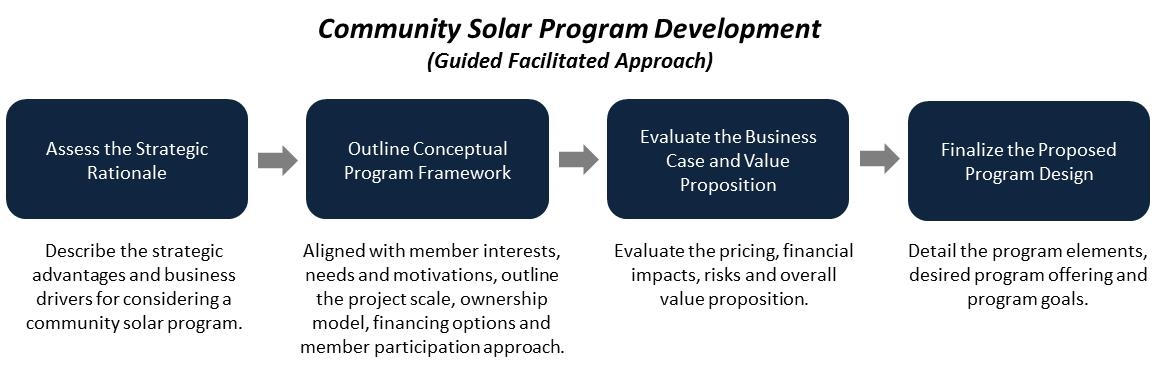 Community Solar Program Development
(Guided Facilitated Approach)
Assess the Strategic
Rationale
Outline Conceptual
Program Framework
Evaluate the Business
Case and Value
Proposition
Finalize the Proposed
Program Design
Describe the strategic
advantages and business
drivers for considering a
community solar program.
Aligned with member interests,
needs and motivations, outline
the project scale, ownership
model, financing options and
member participation approach.
Evaluate the pricing, financial
impacts, risks and overall
value proposition.
Detail the program elements,
desired program offering and
program goals.